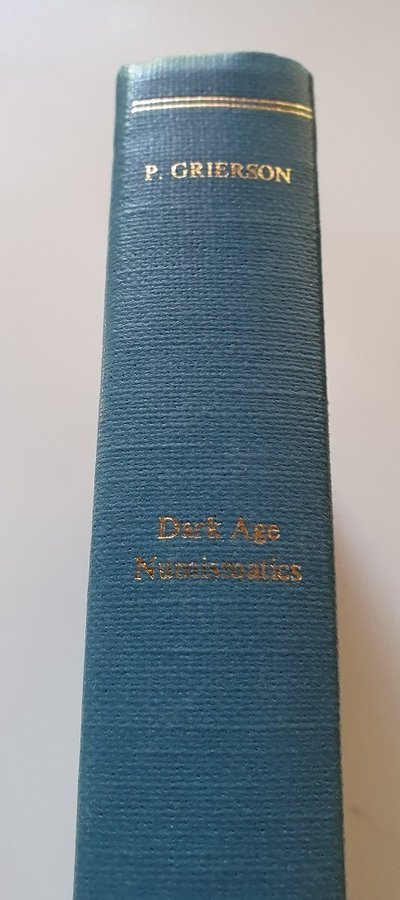 P. GRIERSON
Dark Age
Numismatics